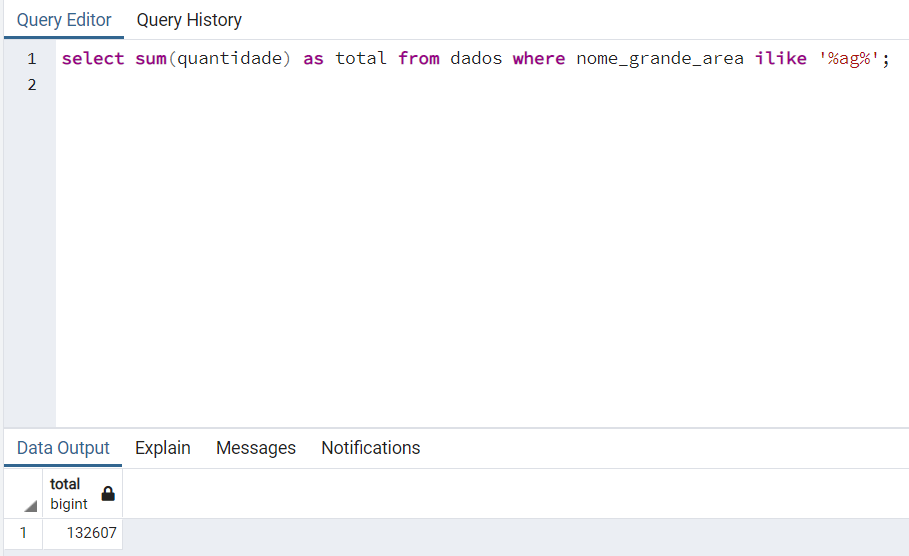 Query Editor Query History
1 select sum(quantidade) as total from dados where nome_grande_area ilike '%ag%';
2
Data Output Explain Messages Notifications
total
bigint
1 132607